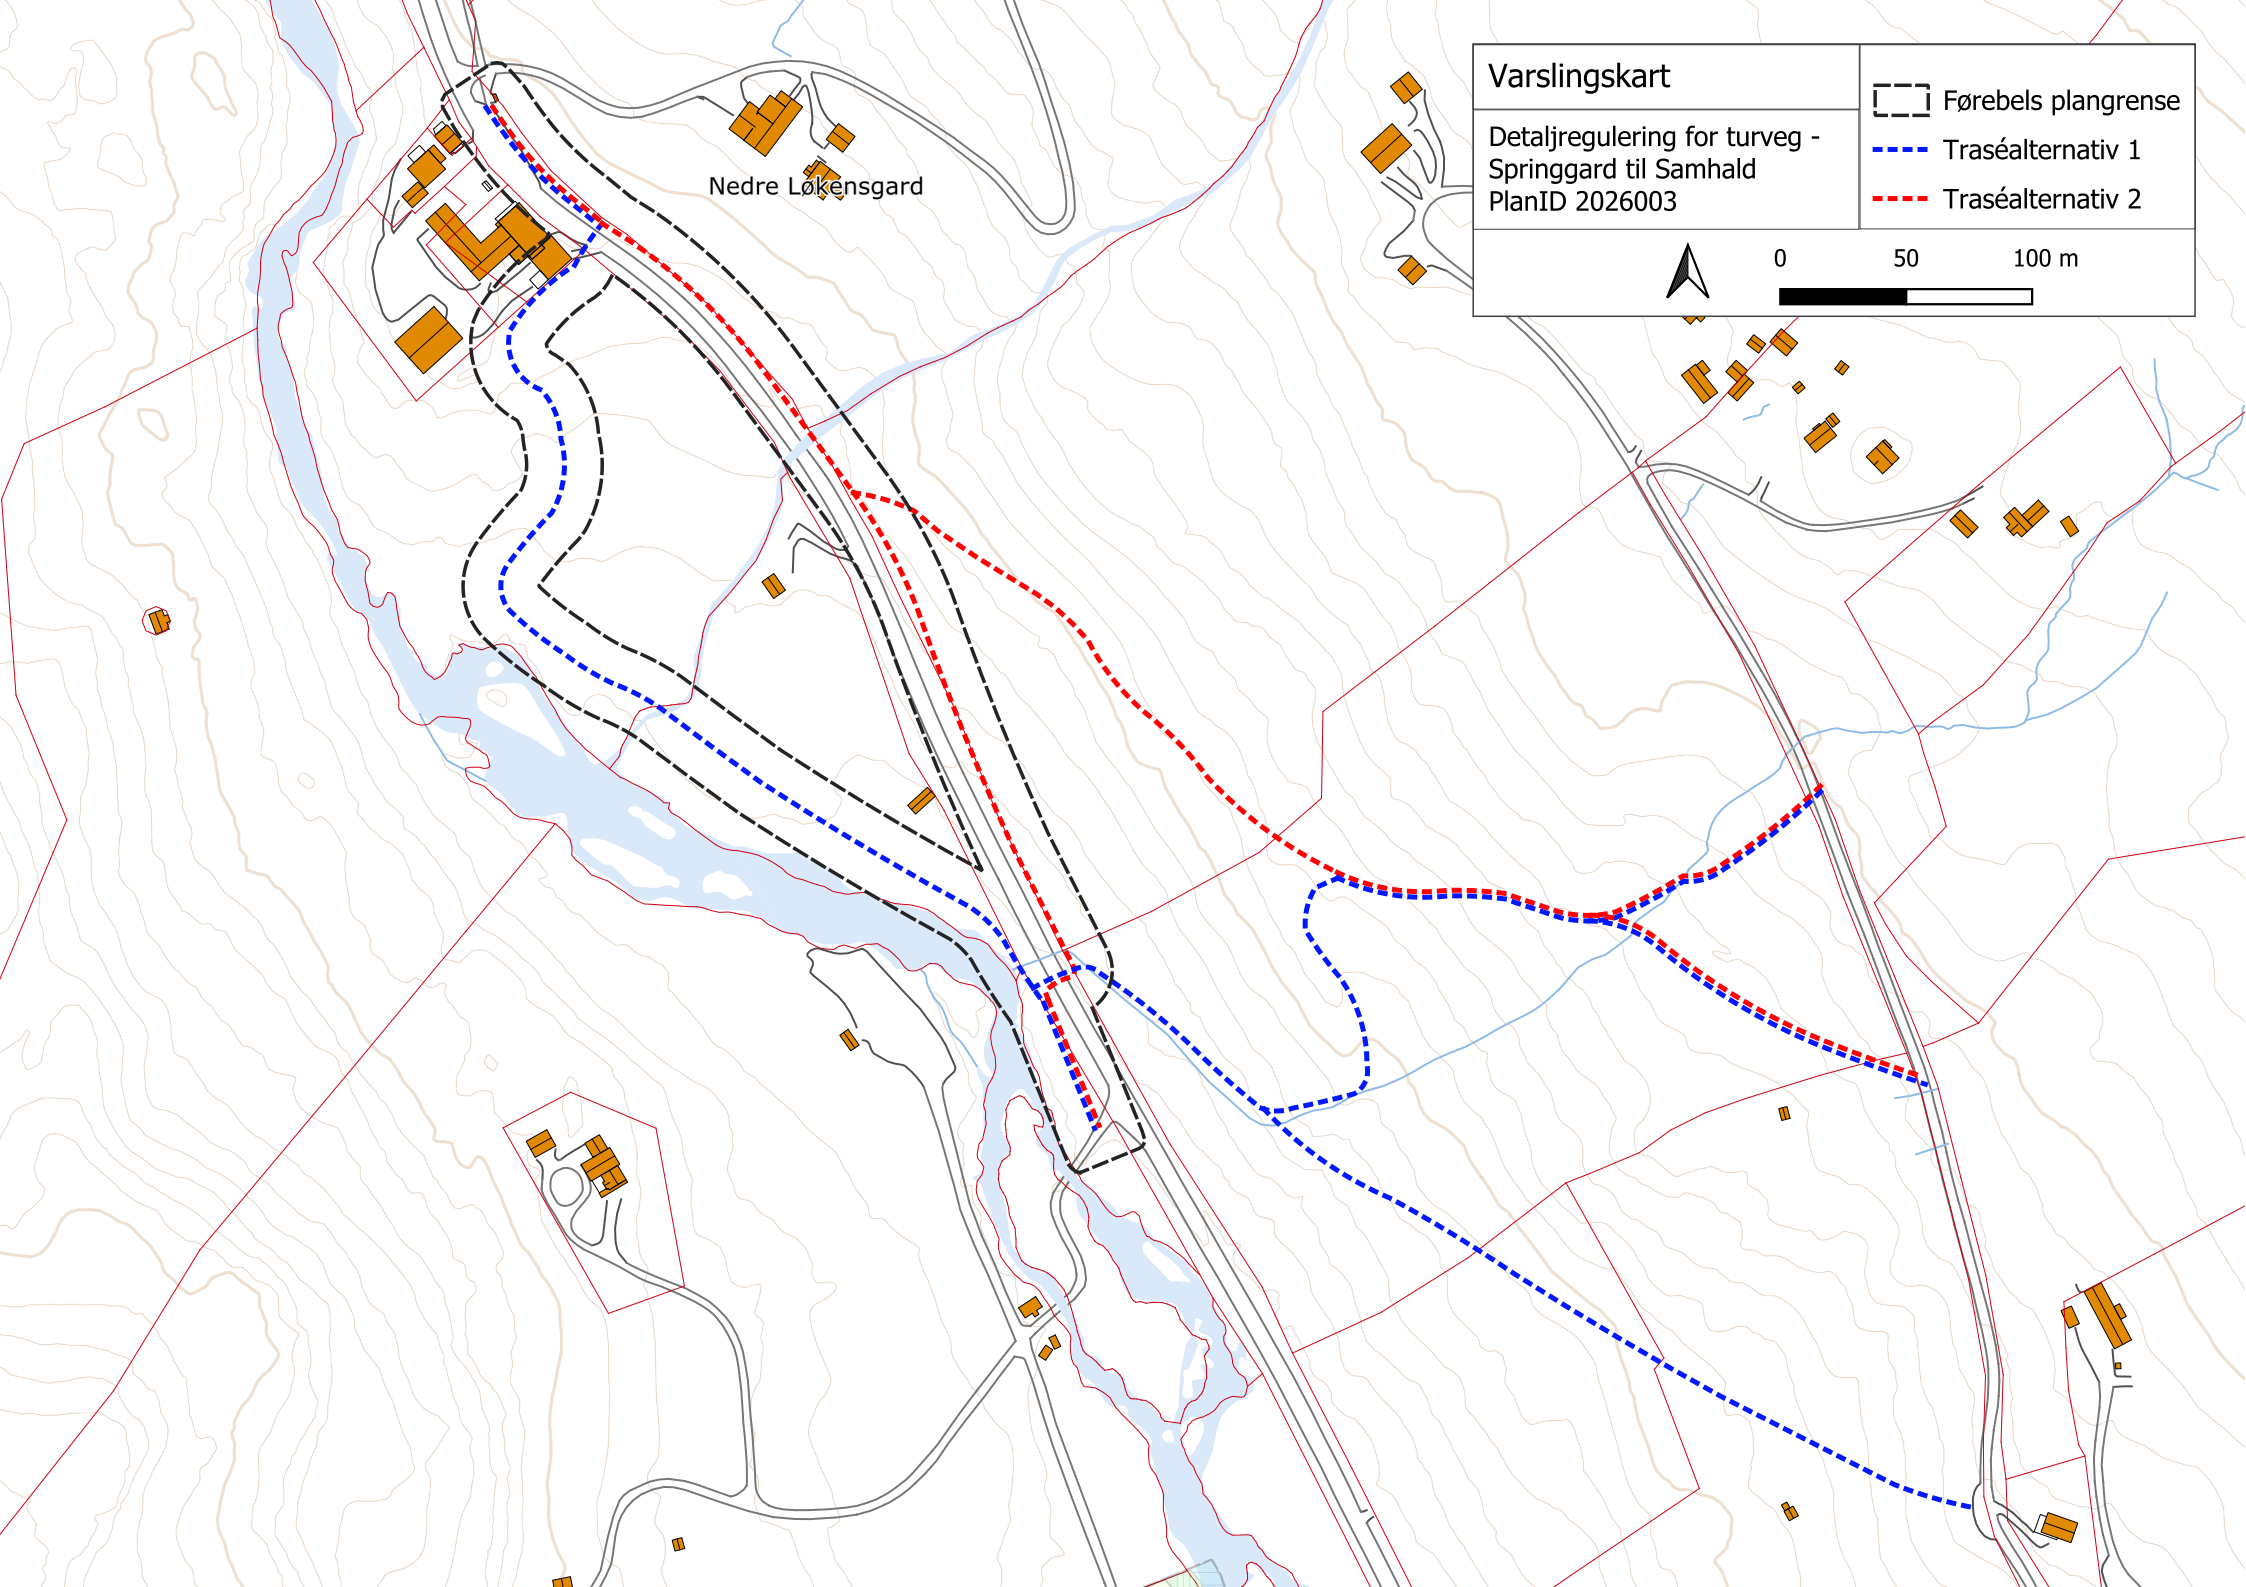 Varslingskart
Detaljregulering for turveg -
Springgard til Samhald
PlanID 2026003
Førebels plangrense
Traséalternativ 1
Traséalternativ 2
0 50 100 m
Nedre Løkensgard